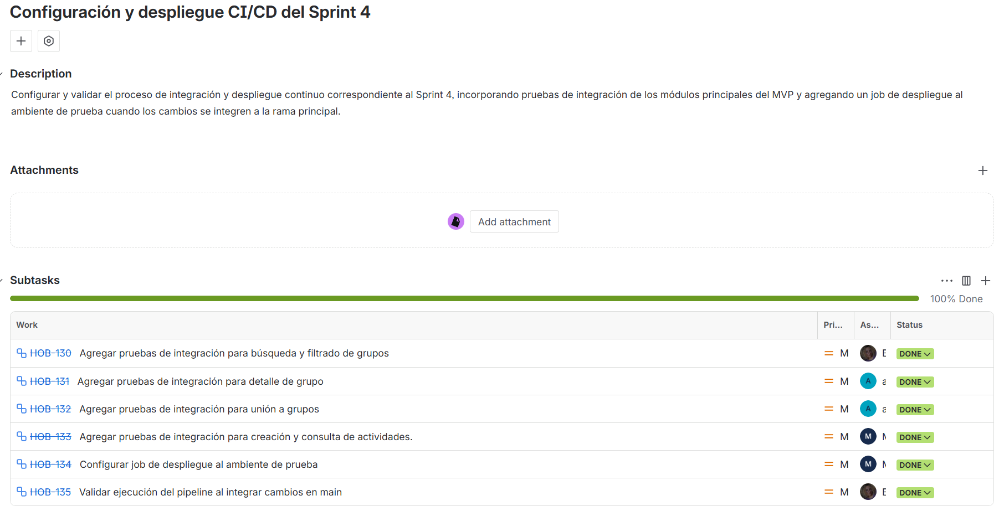 Configuración y despliegue CI/CD del Sprint 4
Description
Configurar y validar el proceso de integración y despliegue continuo correspondiente al Sprint 4, incorporando pruebas de integración de los módulos principales del MVP y agregando un job de despliegue al
ambiente de prueba cuando los cambios se integren a la rama principal.
Attachments
Add attachment
Subtasks
100% Done
Work Pri... As... Status
HOB-130 Agregar pruebas de integración para búsqueda y filtrado de grupos M E DONE
HOB-131 Agregar pruebas de integración para detalle de grupo M A a DONE
HOB-132 Agregar pruebas de integración para unión a grupos M A a DONE
HOB-133 Agregar pruebas de integración para creación y consulta de actividades. M M M DONE
HOB-134 Configurar job de despliegue al ambiente de prueba M M M DONE
HOB-135 Validar ejecución del pipeline al integrar cambios en main M E DONE